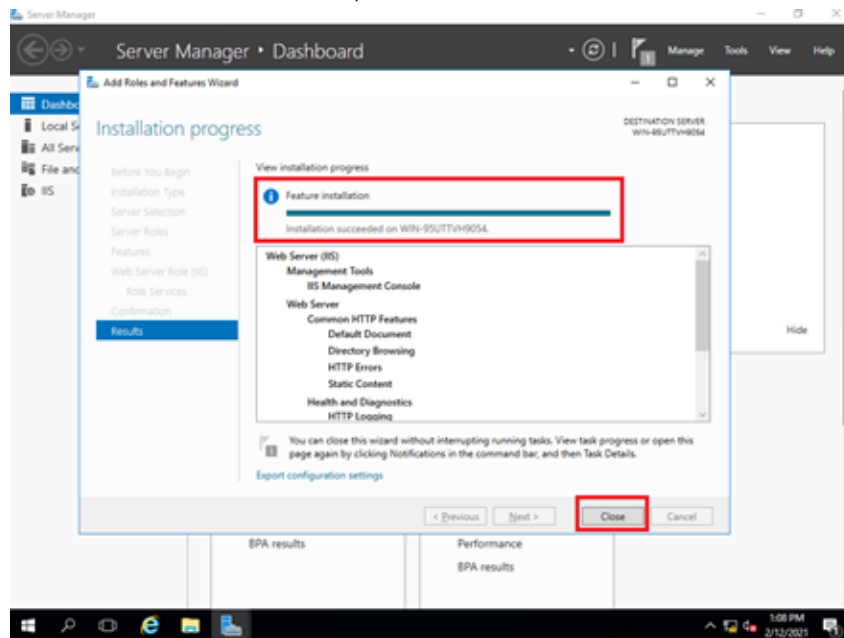 Server Manager
Server Manager • Dashboard
Manage Tools View Help
Add Roles and Features Wizard
Dashbo
Local Se
All Serv
File and
IIS
Installation progress
DESTINATION SERVER
WIN-95UTTVH9054
Before You Begin
Installation Type
Server Selection
Server Roles
Features
Web Server Role (IIS)
Role Services
Confirmation
Results
View installation progress
Feature installation
Installation succeeded on WIN-95UTTVH9054.
Web Server (IIS)
Management Tools
IIS Management Console
Web Server
Common HTTP Features
Default Document
Directory Browsing
HTTP Errors
Static Content
Health and Diagnostics
HTTP Logging
You can close this wizard without interrupting running tasks. View task progress or open this
page again by clicking Notifications in the command bar, and then Task Details.
Export configuration settings
< Previous Next > Close Cancel
Hide
BPA results
Performance
BPA results
1:08 PM
2/12/2021